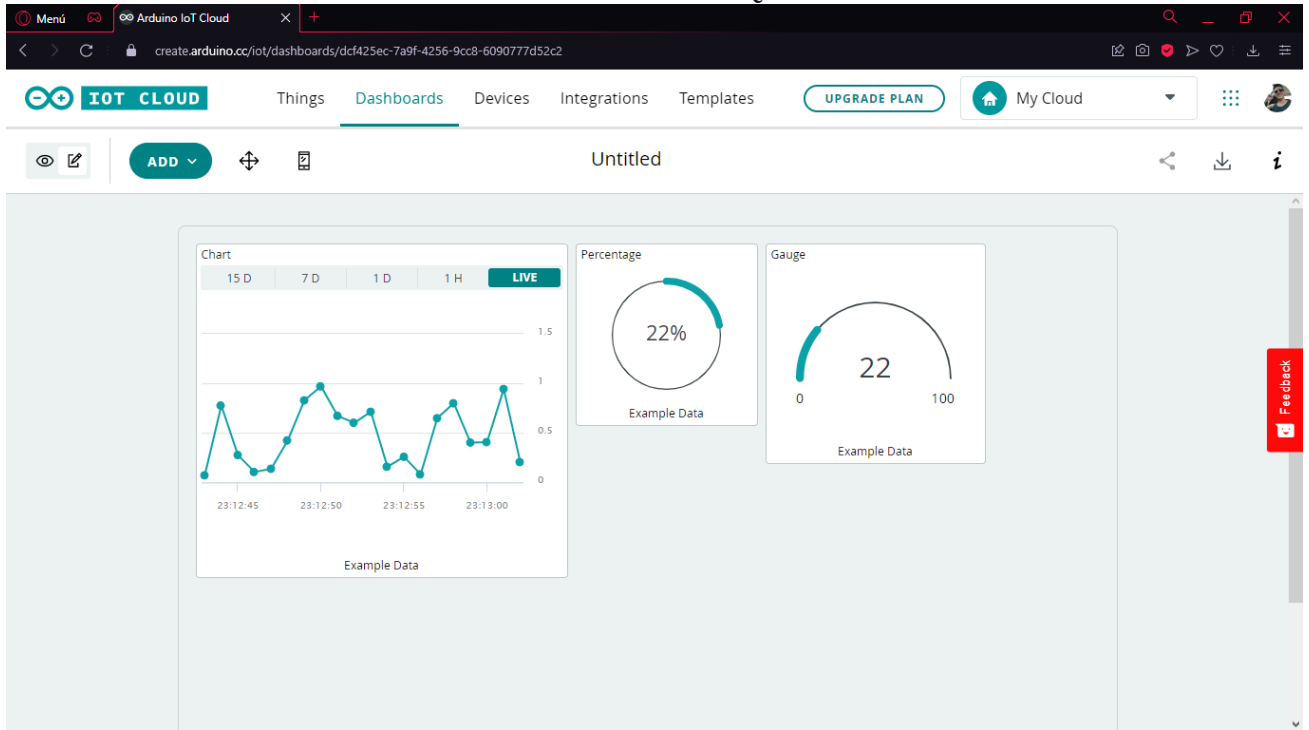 Menú
Arduino IoT Cloud
create.arduino.cc/iot/dashboards/dcf425ec-7a9f-4256-9cc8-6090777d52c2
IOT CLOUD
Things
Dashboards
Devices
Integrations
Templates
UPGRADE PLAN
My Cloud
ADD
Untitled
i
Chart
15 D
7 D
1 D
1 H
LIVE
1.5
1
0.5
0
23:12:45
23:12:50
23:12:55
23:13:00
Example Data
Percentage
22%
Example Data
Gauge
22
0
100
Example Data
Feedback